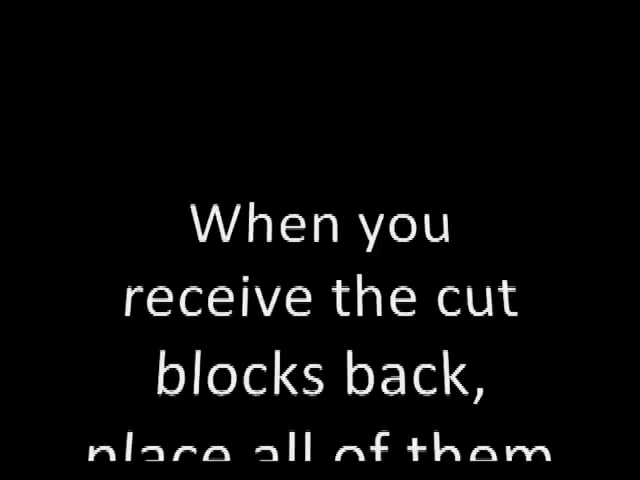 When you
receive the cut
blocks back,
place all of them